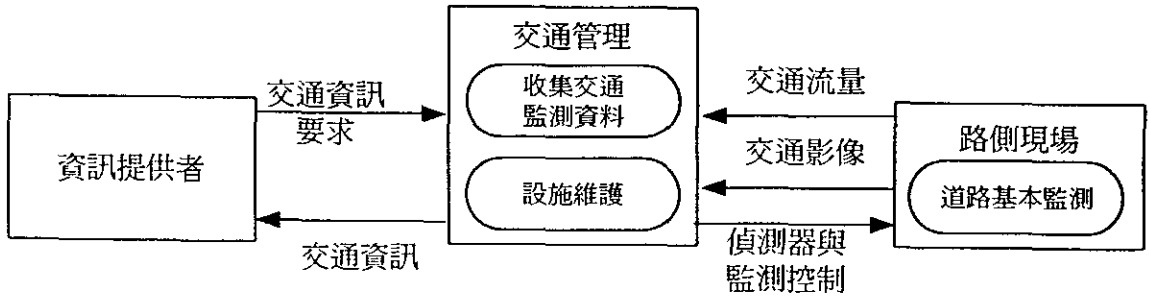 資訊提供者
交通資訊
要求
交通資訊
交通管理
收集交通
監測資料
設施維護
交通流量
交通影像
偵測器與
監測控制
路側現場
道路基本監測